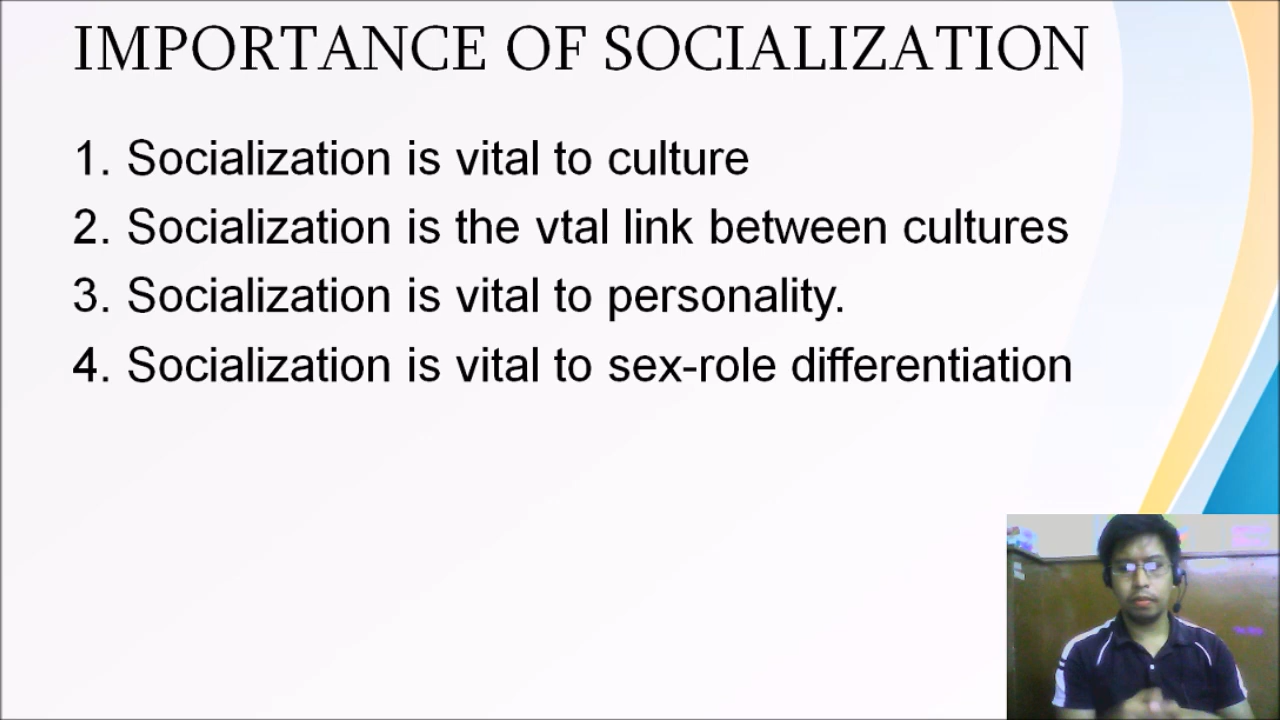 IMPORTANCE OF SOCIALIZATION
1. Socialization is vital to culture
2. Socialization is the vtal link between cultures
3. Socialization is vital to personality.
4. Socialization is vital to sex-role differentiation